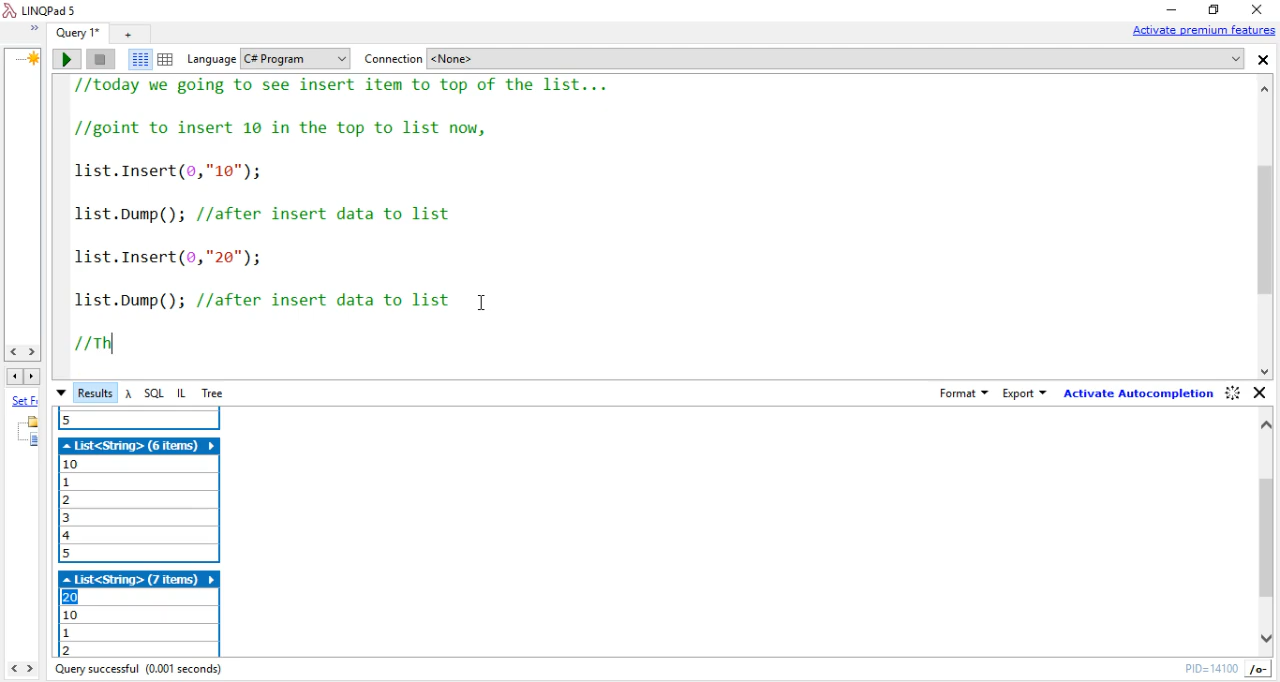 LINQPad 5
Query 1* +
Activate premium features
Language C# Program Connection <None>
//today we going to see insert item to top of the list...
//goint to insert 10 in the top to list now,
list.Insert(0,"10");
list.Dump(); //after insert data to list
list.Insert(0,"20");
list.Dump(); //after insert data to list
//Th
Set F
Results λ SQL IL Tree
Format Export Activate Autocompletion
5
List<String> (6 items)
10
1
2
3
4
5
List<String> (7 items)
20
10
1
2
Query successful (0.001 seconds)
PID=14100 /o-